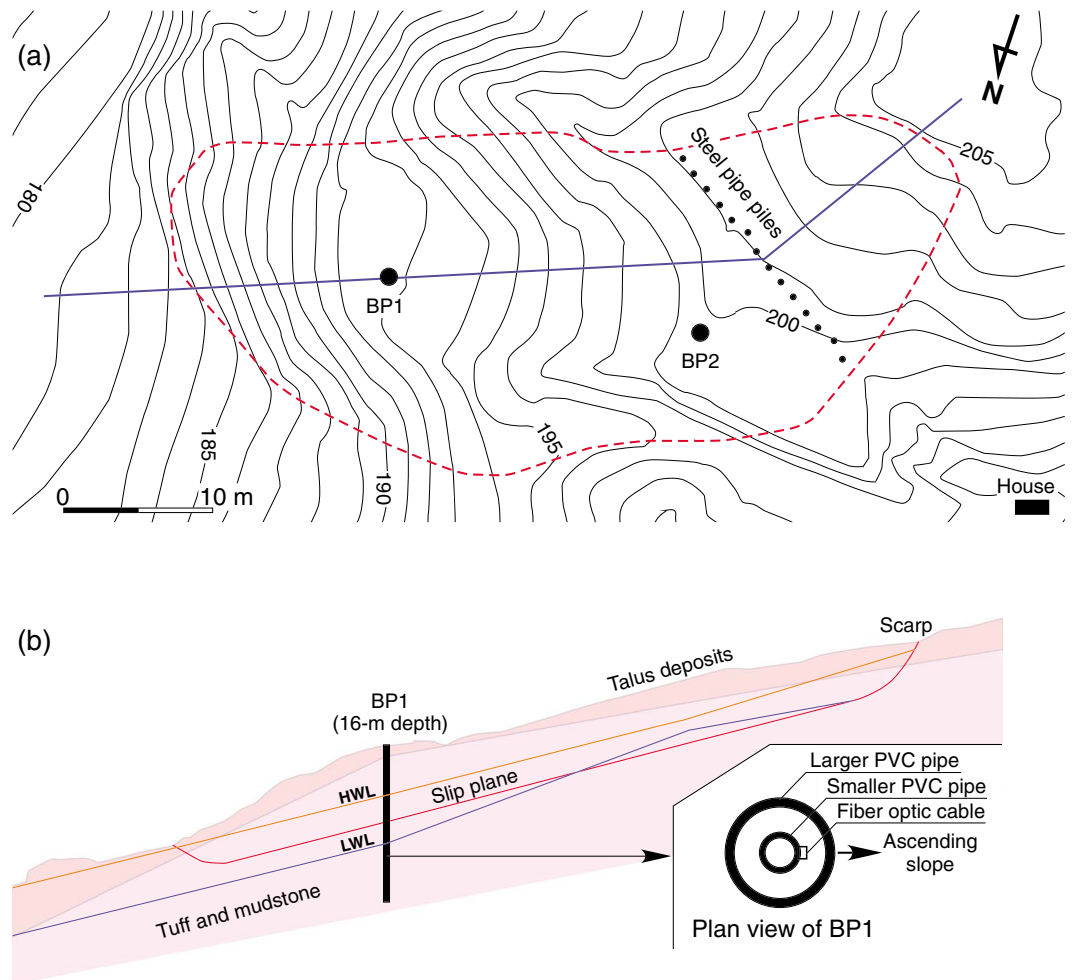 (a)
N
Steel pipe piles
205
180
BP1
200
BP2
195
185
190
0 10 m
House
(b)
Scarp
Talus deposits
BP1
(16-m depth)
HWL
Slip plane
LWL
Tuff and mudstone
Larger PVC pipe
Smaller PVC pipe
Fiber optic cable
Ascending
slope
Plan view of BP1